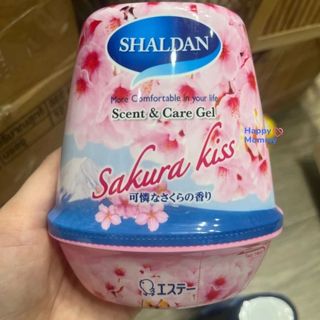 SHALDAN
More Comfortable in your life
Scent & Care Gel
Happy
Mommy
Sakura kiss
可憐なさくらの香り
エステー